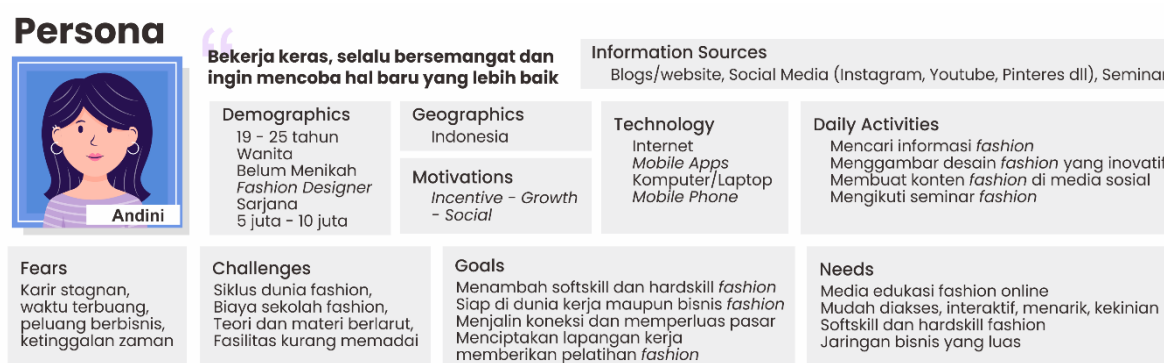 Persona
Bekerja keras, selalu bersemangat dan
ingin mencoba hal baru yang lebih baik
Information Sources
Blogs/website, Social Media (Instagram, Youtube, Pinteres dll), Seminar
Andini
Demographics
19 - 25 tahun
Wanita
Belum Menikah
Fashion Designer
Sarjana
5 juta - 10 juta
Geographics
Indonesia
Motivations
Incentive - Growth
- Social
Technology
Internet
Mobile Apps
Komputer/Laptop
Mobile Phone
Daily Activities
Mencari informasi fashion
Menggambar desain fashion yang inovatif
Membuat konten fashion di media sosial
Mengikuti seminar fashion
Fears
Karir stagnan,
waktu terbuang,
peluang berbisnis,
ketinggalan zaman
Challenges
Siklus dunia fashion,
Biaya sekolah fashion,
Teori dan materi berlarut,
Fasilitas kurang memadai
Goals
Menambah softskill dan hardskill fashion
Siap di dunia kerja maupun bisnis fashion
Menjalin koneksi dan memperluas pasar
Menciptakan lapangan kerja
memberikan pelatihan fashion
Needs
Media edukasi fashion online
Mudah diakses, interaktif, menarik, kekinian
Softskill dan hardskill fashion
Jaringan bisnis yang luas